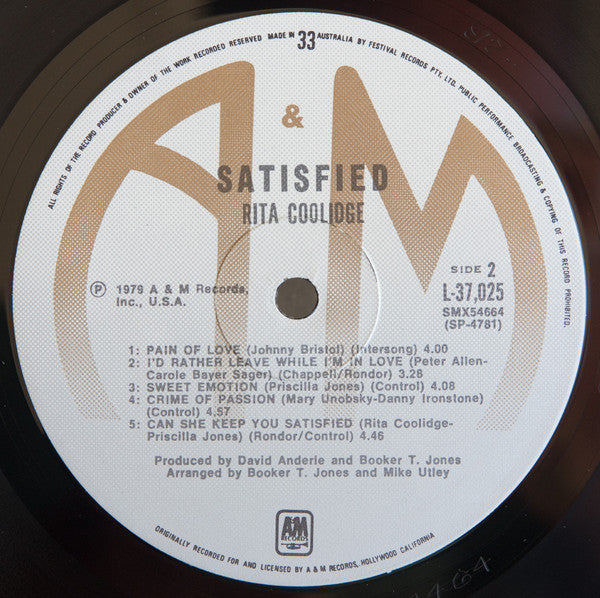 ALL RIGHTS OF THE RECORD PRODUCER & OWNER OF THE WORK RECORDED RESERVED MADE IN 33 AUSTRALIA BY FESTIVAL RECORDS PTY. LTD. PUBLIC PERFORMANCE BROADCASTING & COPYING OF THIS RECORD PROHIBITED.
A & M
SATISFIED
RITA COOLIDGE
SIDE 2
L-37,025
SMX54664
(SP-4781)
Ⓟ 1979 A & M Records,
Inc., U.S.A.
1: PAIN OF LOVE (Johnny Bristol) (Intersong) 4.00
2: I'D RATHER LEAVE WHILE I'M IN LOVE (Peter Allen-
Carole Bayer Sager) (Chappell/Rondor) 3.28
3: SWEET EMOTION (Priscilla Jones) (Control) 4.08
4: CRIME OF PASSION (Mary Unobsky-Danny Ironstone)
(Control) 4.57
5: CAN SHE KEEP YOU SATISFIED (Rita Coolidge-
Priscilla Jones) (Rondor/Control) 4.46
Produced by David Anderle and Booker T. Jones
Arranged by Booker T. Jones and Mike Utley
A&M
RECORDS
ORIGINALLY RECORDED FOR AND LICENSED BY A & M RECORDS, HOLLYWOOD CALIFORNIA